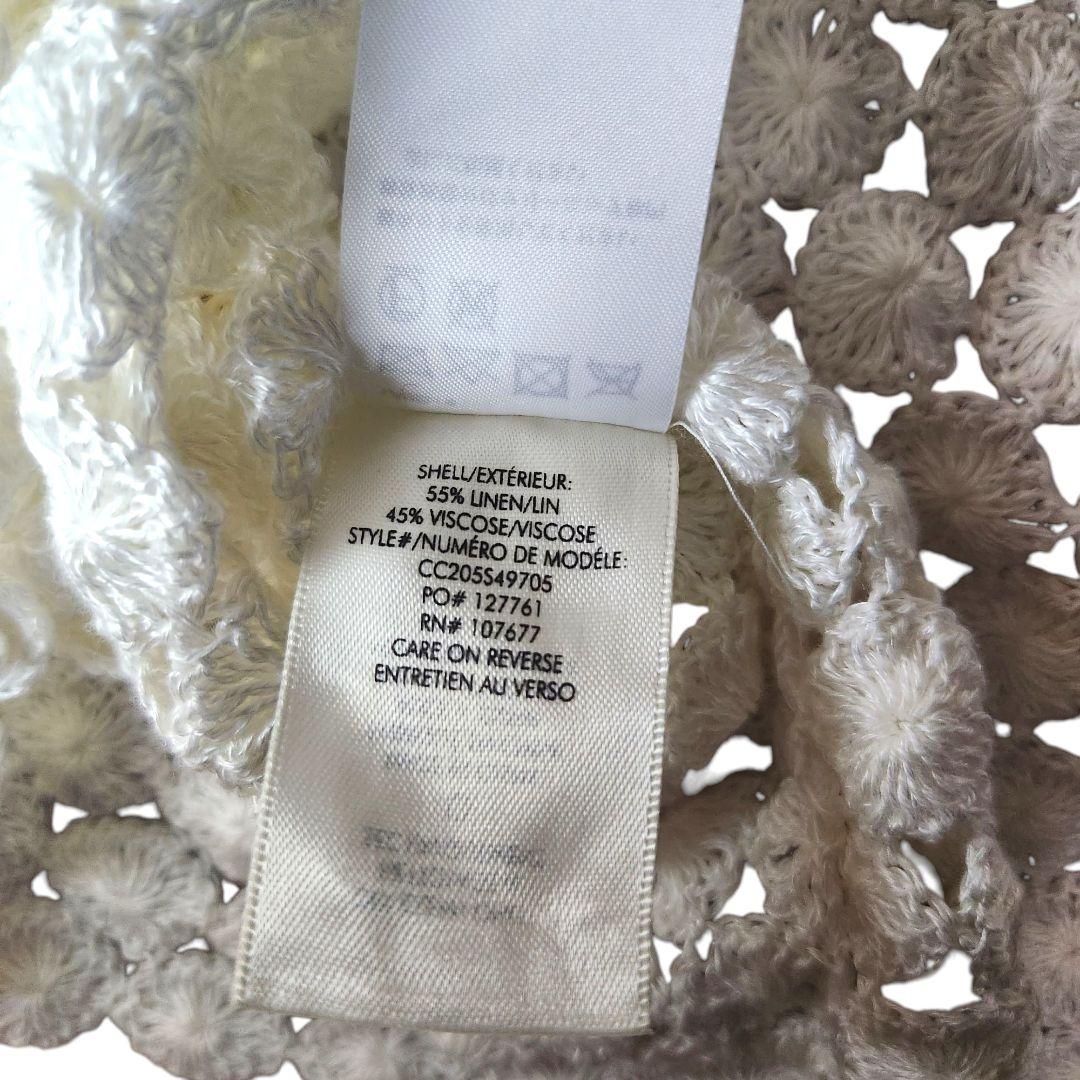 SHELL/EXTÉRIEUR:
55% LINEN/LIN
45% VISCOSE/VISCOSE
STYLE#/NUMÉRO DE MODÉLE:
CC205S49705
PO# 127761
RN# 107677
CARE ON REVERSE
ENTRETIEN AU VERSO